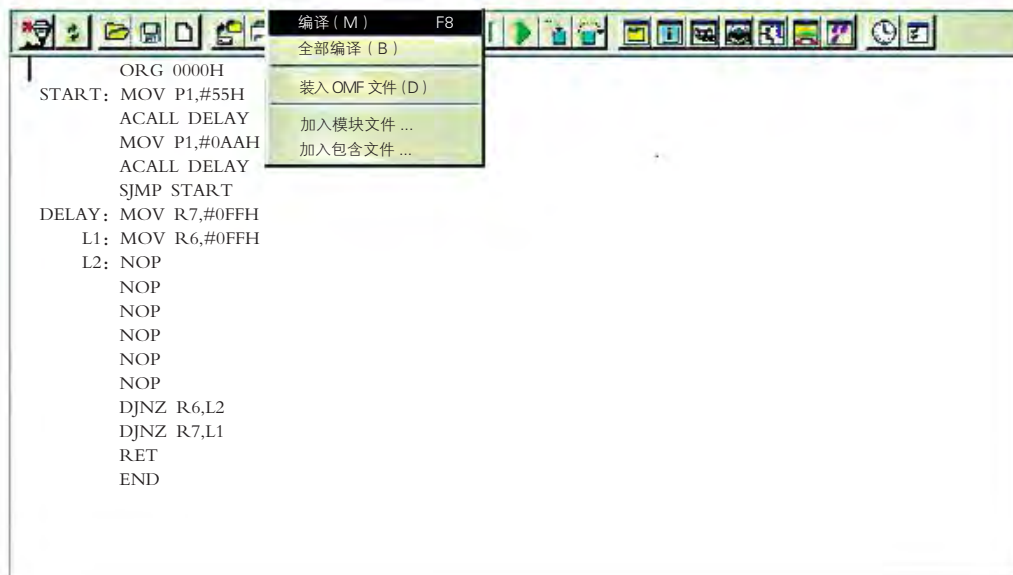 编译（M） F8
全部编译（B）
装入OMF文件(D)
加入模块文件...
加入包含文件...
ORG 0000H
START：MOV P1,#55H
ACALL DELAY
MOV P1,#0AAH
ACALL DELAY
SJMP START
DELAY：MOV R7,#0FFH
L1：MOV R6,#0FFH
L2：NOP
NOP
NOP
NOP
NOP
NOP
DJNZ R6,L2
DJNZ R7,L1
RET
END